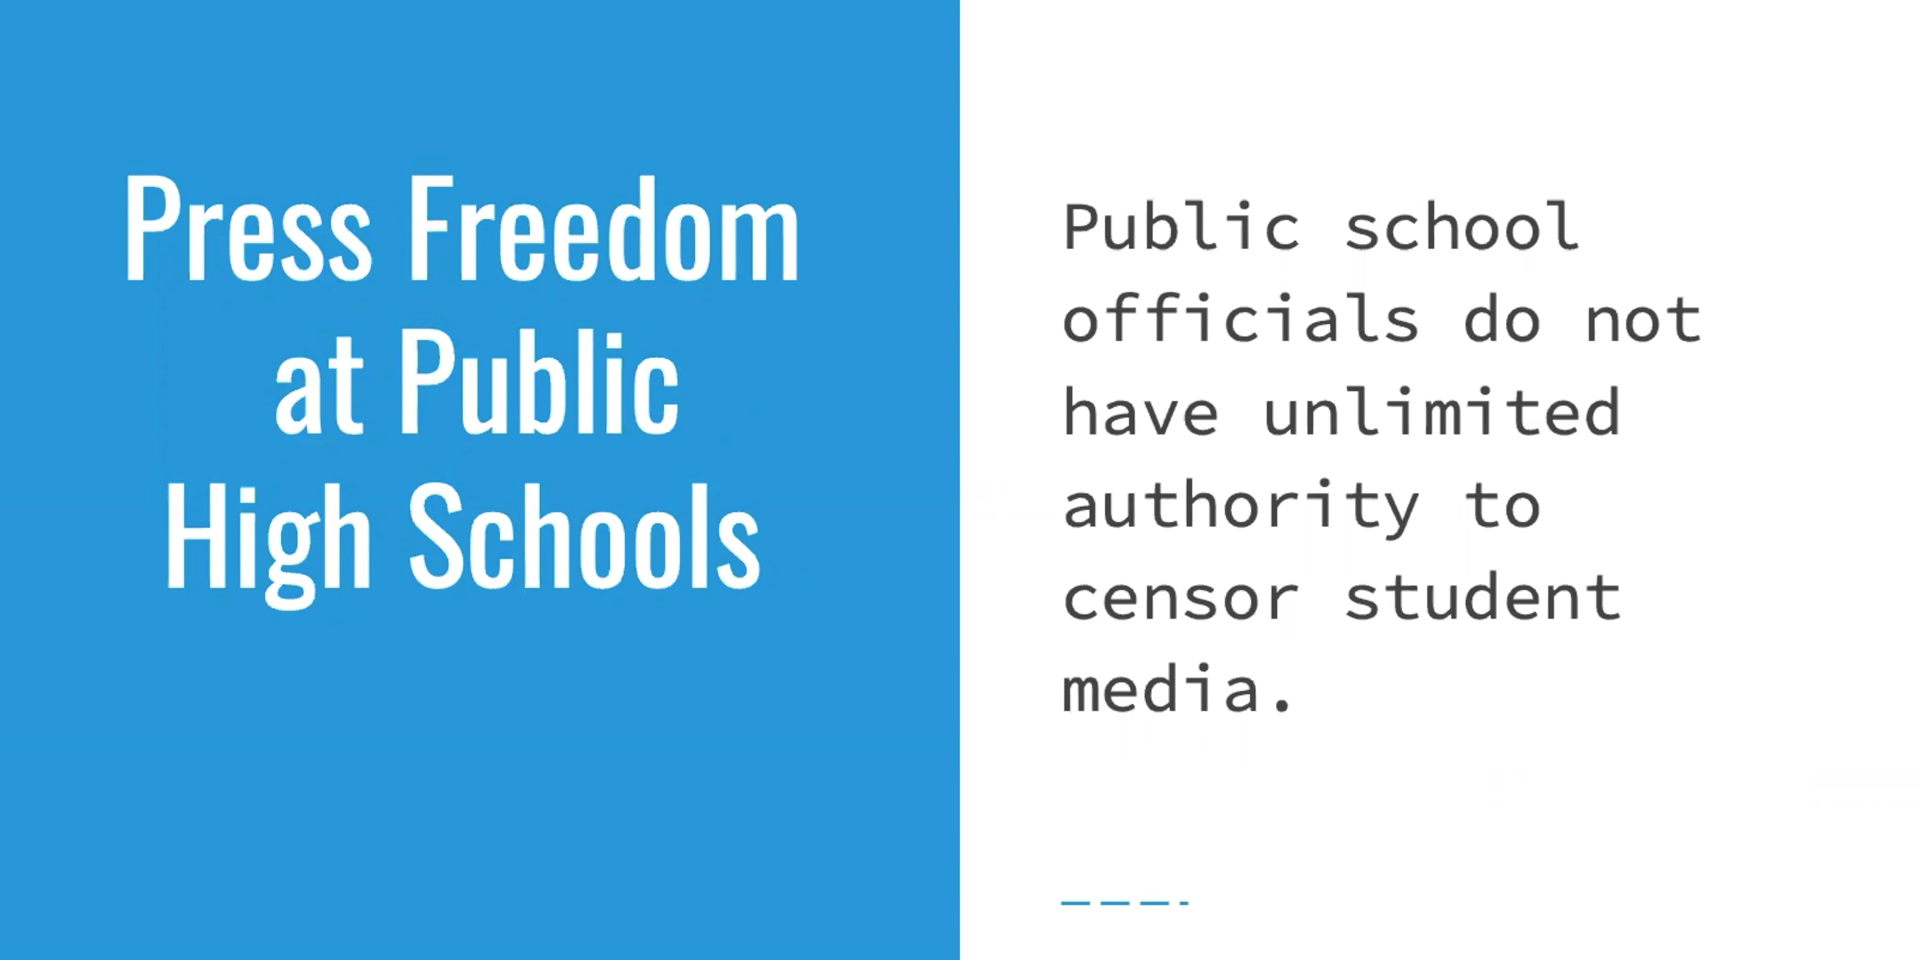 Press Freedom
at Public
High Schools
Public school
officials do not
have unlimited
authority to
censor student
media.